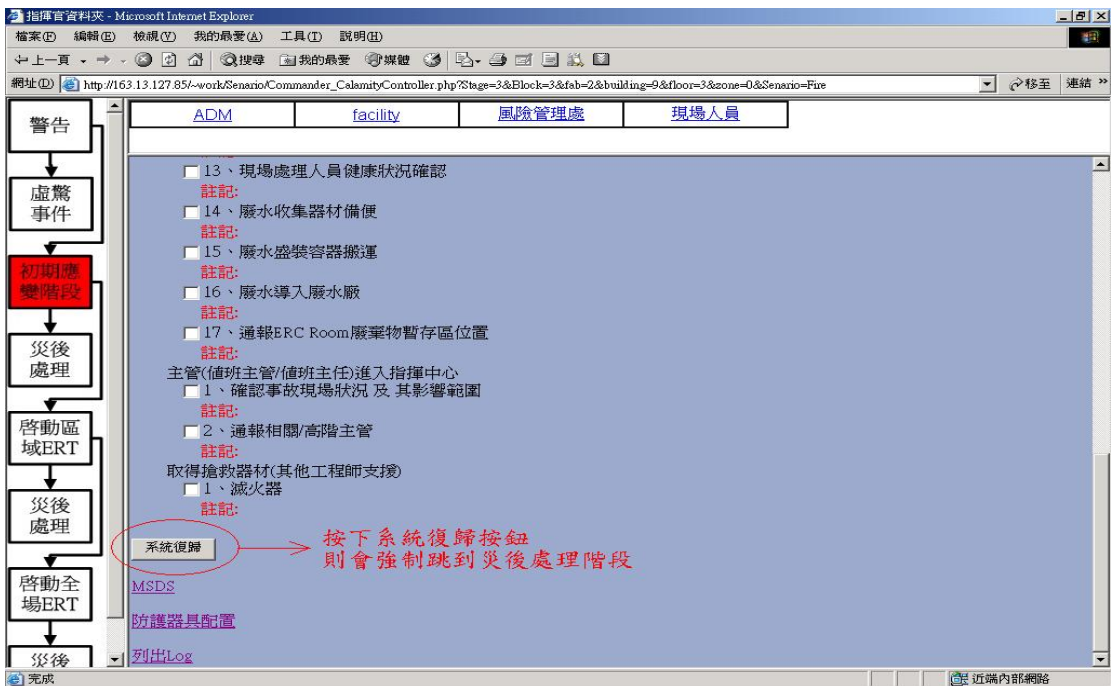 指揮官資料夾 - Microsoft Internet Explorer
檔案(F) 編輯(E) 檢視(V) 我的最愛(A) 工具(T) 說明(H)
上一頁 搜尋 我的最愛 媒體
網址(D) http://163.13.127.85/~work/Senario/Commander_CalamityController.php?Stage=3&Block=3&fab=2&building=9&floor=3&zone=0&Senario=Fire 移至 連結 »
警告
虛驚
事件
初期應
變階段
災後
處理
啓動區
域ERT
災後
處理
啓動全
場ERT
災後
ADM facility 風險管理處 現場人員
13、現場處理人員健康狀況確認
註記:
14、廢水收集器材備便
註記:
15、廢水盛裝容器搬運
註記:
16、廢水導入廢水廠
註記:
17、通報ERC Room廢棄物暫存區位置
註記:
主管(值班主管/值班主任)進入指揮中心
1、確認事故現場狀況 及 其影響範圍
註記:
2、通報相關/高階主管
註記:
取得搶救器材(其他工程師支援)
1、滅火器
註記:
系統復歸
按下系統復歸按鈕
則會強制跳到災後處理階段
MSDS
防護器具配置
列出Log
完成 近端內部網路